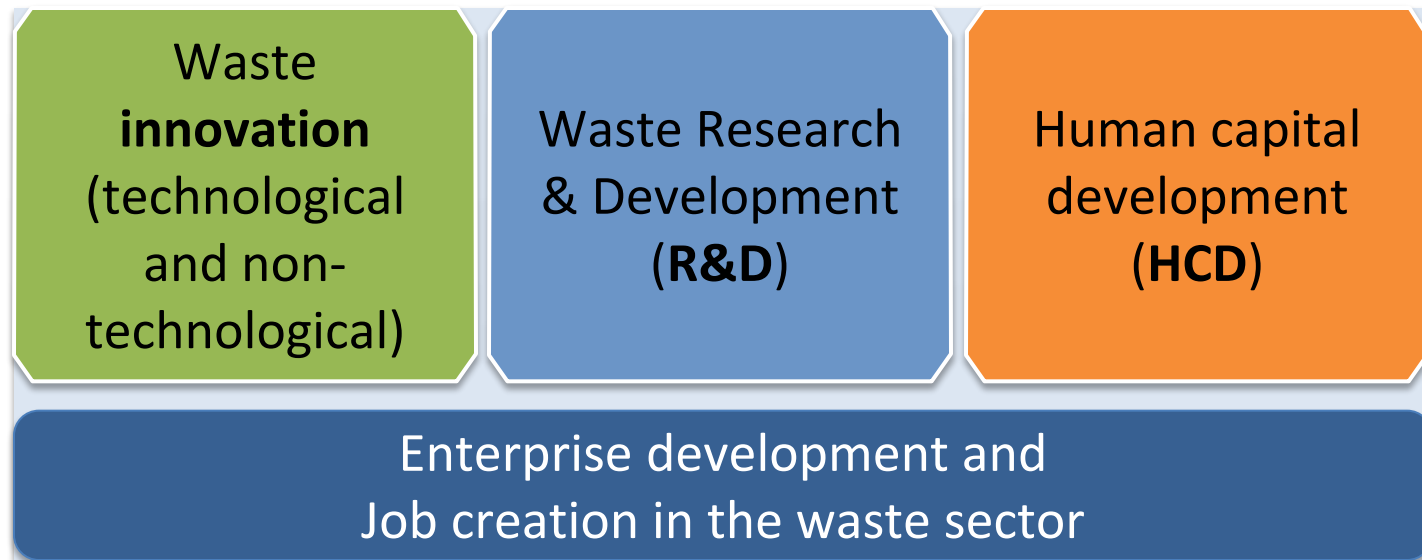 Waste
innovation
(technological
and non-
technological)
Waste Research
& Development
(R&D)
Human capital
development
(HCD)
Enterprise development and
Job creation in the waste sector